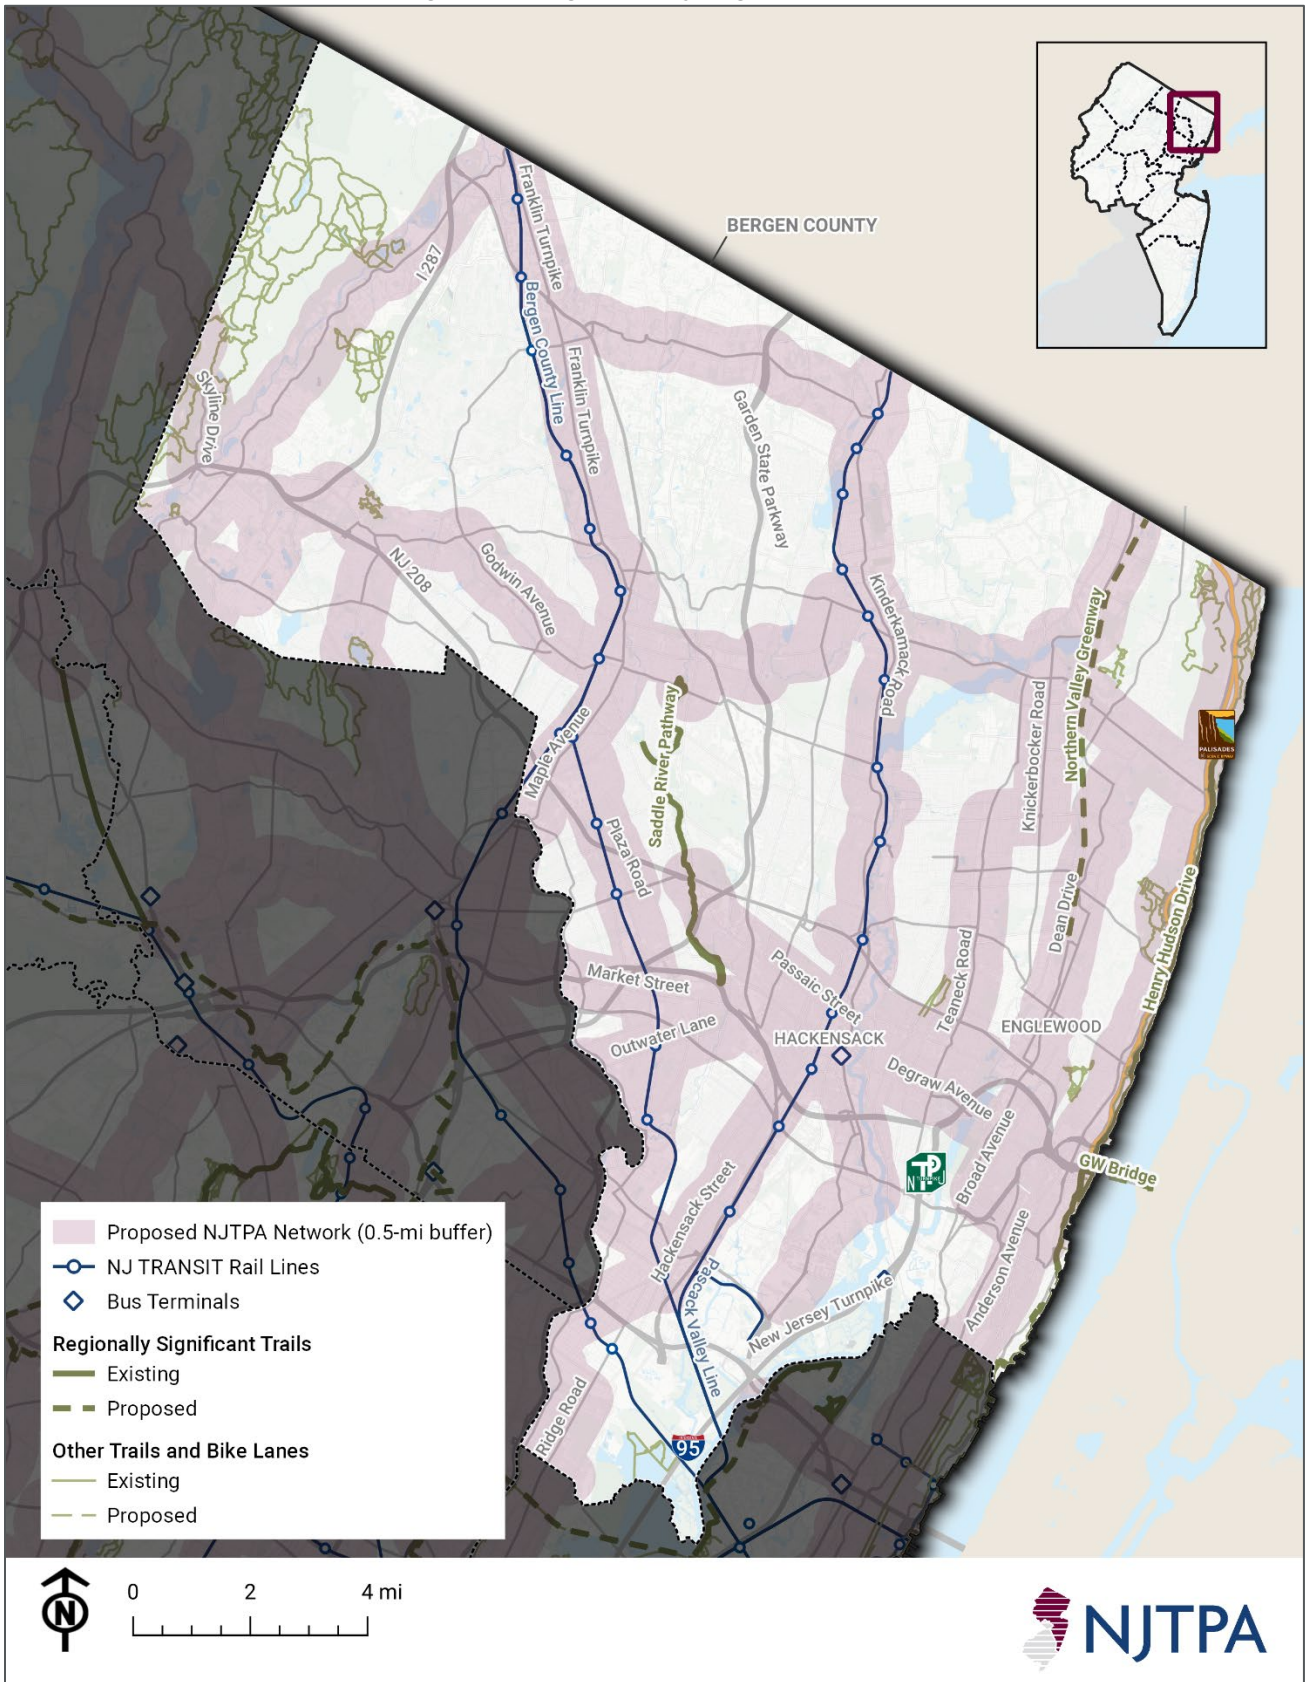 BERGEN COUNTY
Franklin Turnpike
I 287
Bergen County Line
Franklin Turnpike
Skyline Drive
Garden State Parkway
NJ 208
Godwin Avenue
Kinderkamack Road
Northern Valley Greenway
Knickerbocker Road
Saddle River Pathway
Maple Avenue
PALISADES
Plaza Road
Dean Drive
Henry Hudson Drive
Teaneck Road
Market Street
Passaic Street
Outwater Lane
HACKENSACK
ENGLEWOOD
Degraw Avenue
Broad Avenue
GW Bridge
N TP J
Hackensack Street
Anderson Avenue
Pascack Valley Line
New Jersey Turnpike
Ridge Road
95
Proposed NJTPA Network (0.5-mi buffer)
NJ TRANSIT Rail Lines
Bus Terminals
Regionally Significant Trails
Existing
Proposed
Other Trails and Bike Lanes
Existing
Proposed
N
0 2 4 mi
NJTPA